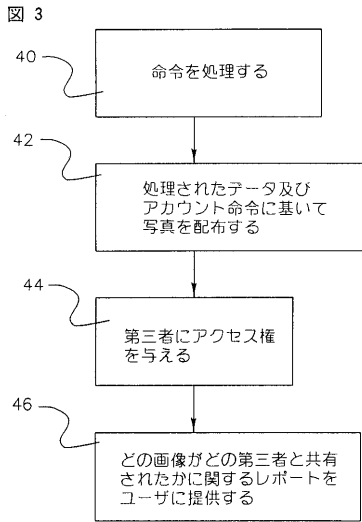 図 3
40
命令を処理する
42
処理されたデータ及び
アカウント命令に基いて
写真を配布する
44
第三者にアクセス権
を与える
46
どの画像がどの第三者と共有
されたかに関するレポートを
ユーザに提供する